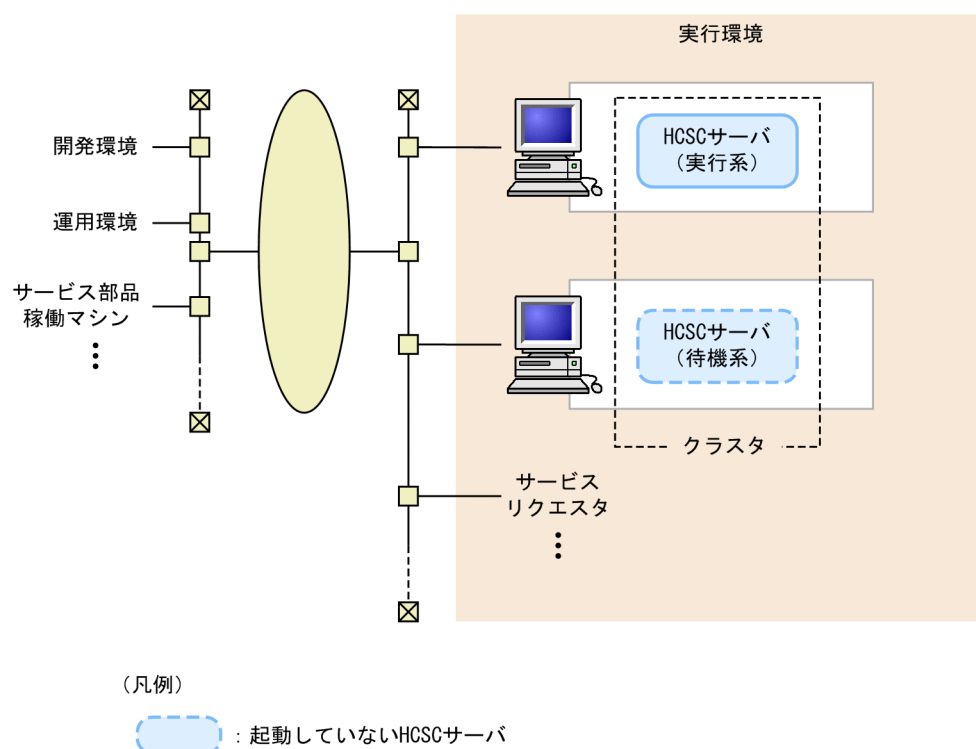 実行環境
開発環境
運用環境
サービス部品
稼働マシン
⋮
HCSCサーバ
（実行系）
HCSCサーバ
（待機系）
クラスタ
サービス
リクエスタ
⋮
（凡例）
：起動していないHCSCサーバ